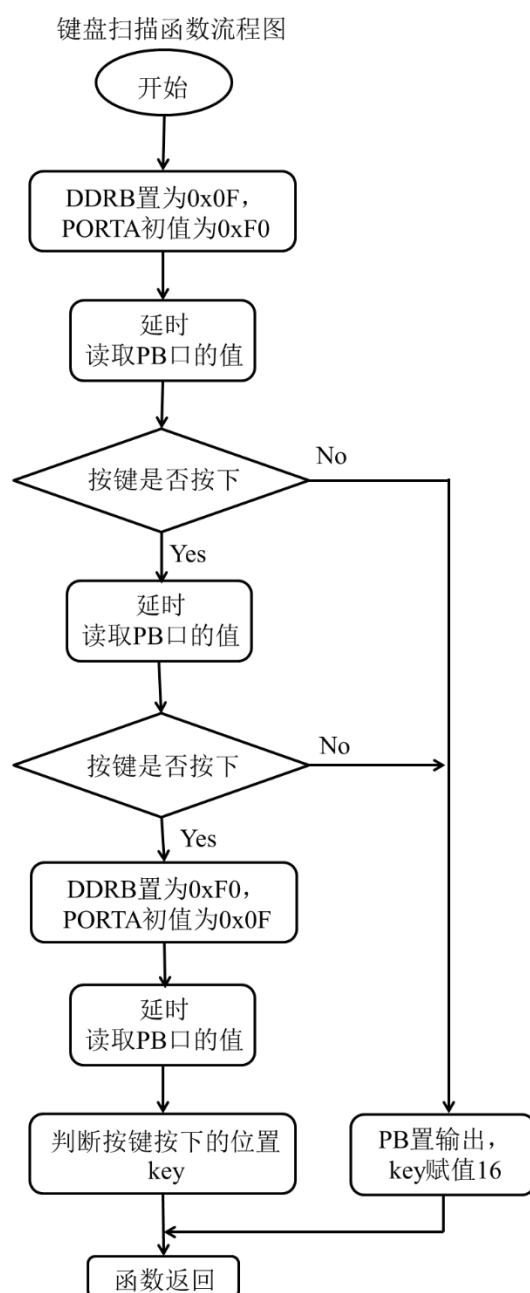 键盘扫描函数流程图
开始
DDRB置为0x0F，
PORTA初值为0xF0
延时
读取PB口的值
按键是否按下
No
Yes
延时
读取PB口的值
按键是否按下
No
Yes
DDRB置为0xF0，
PORTA初值为0x0F
延时
读取PB口的值
判断按键按下的位置
key
PB置输出，
key赋值16
函数返回